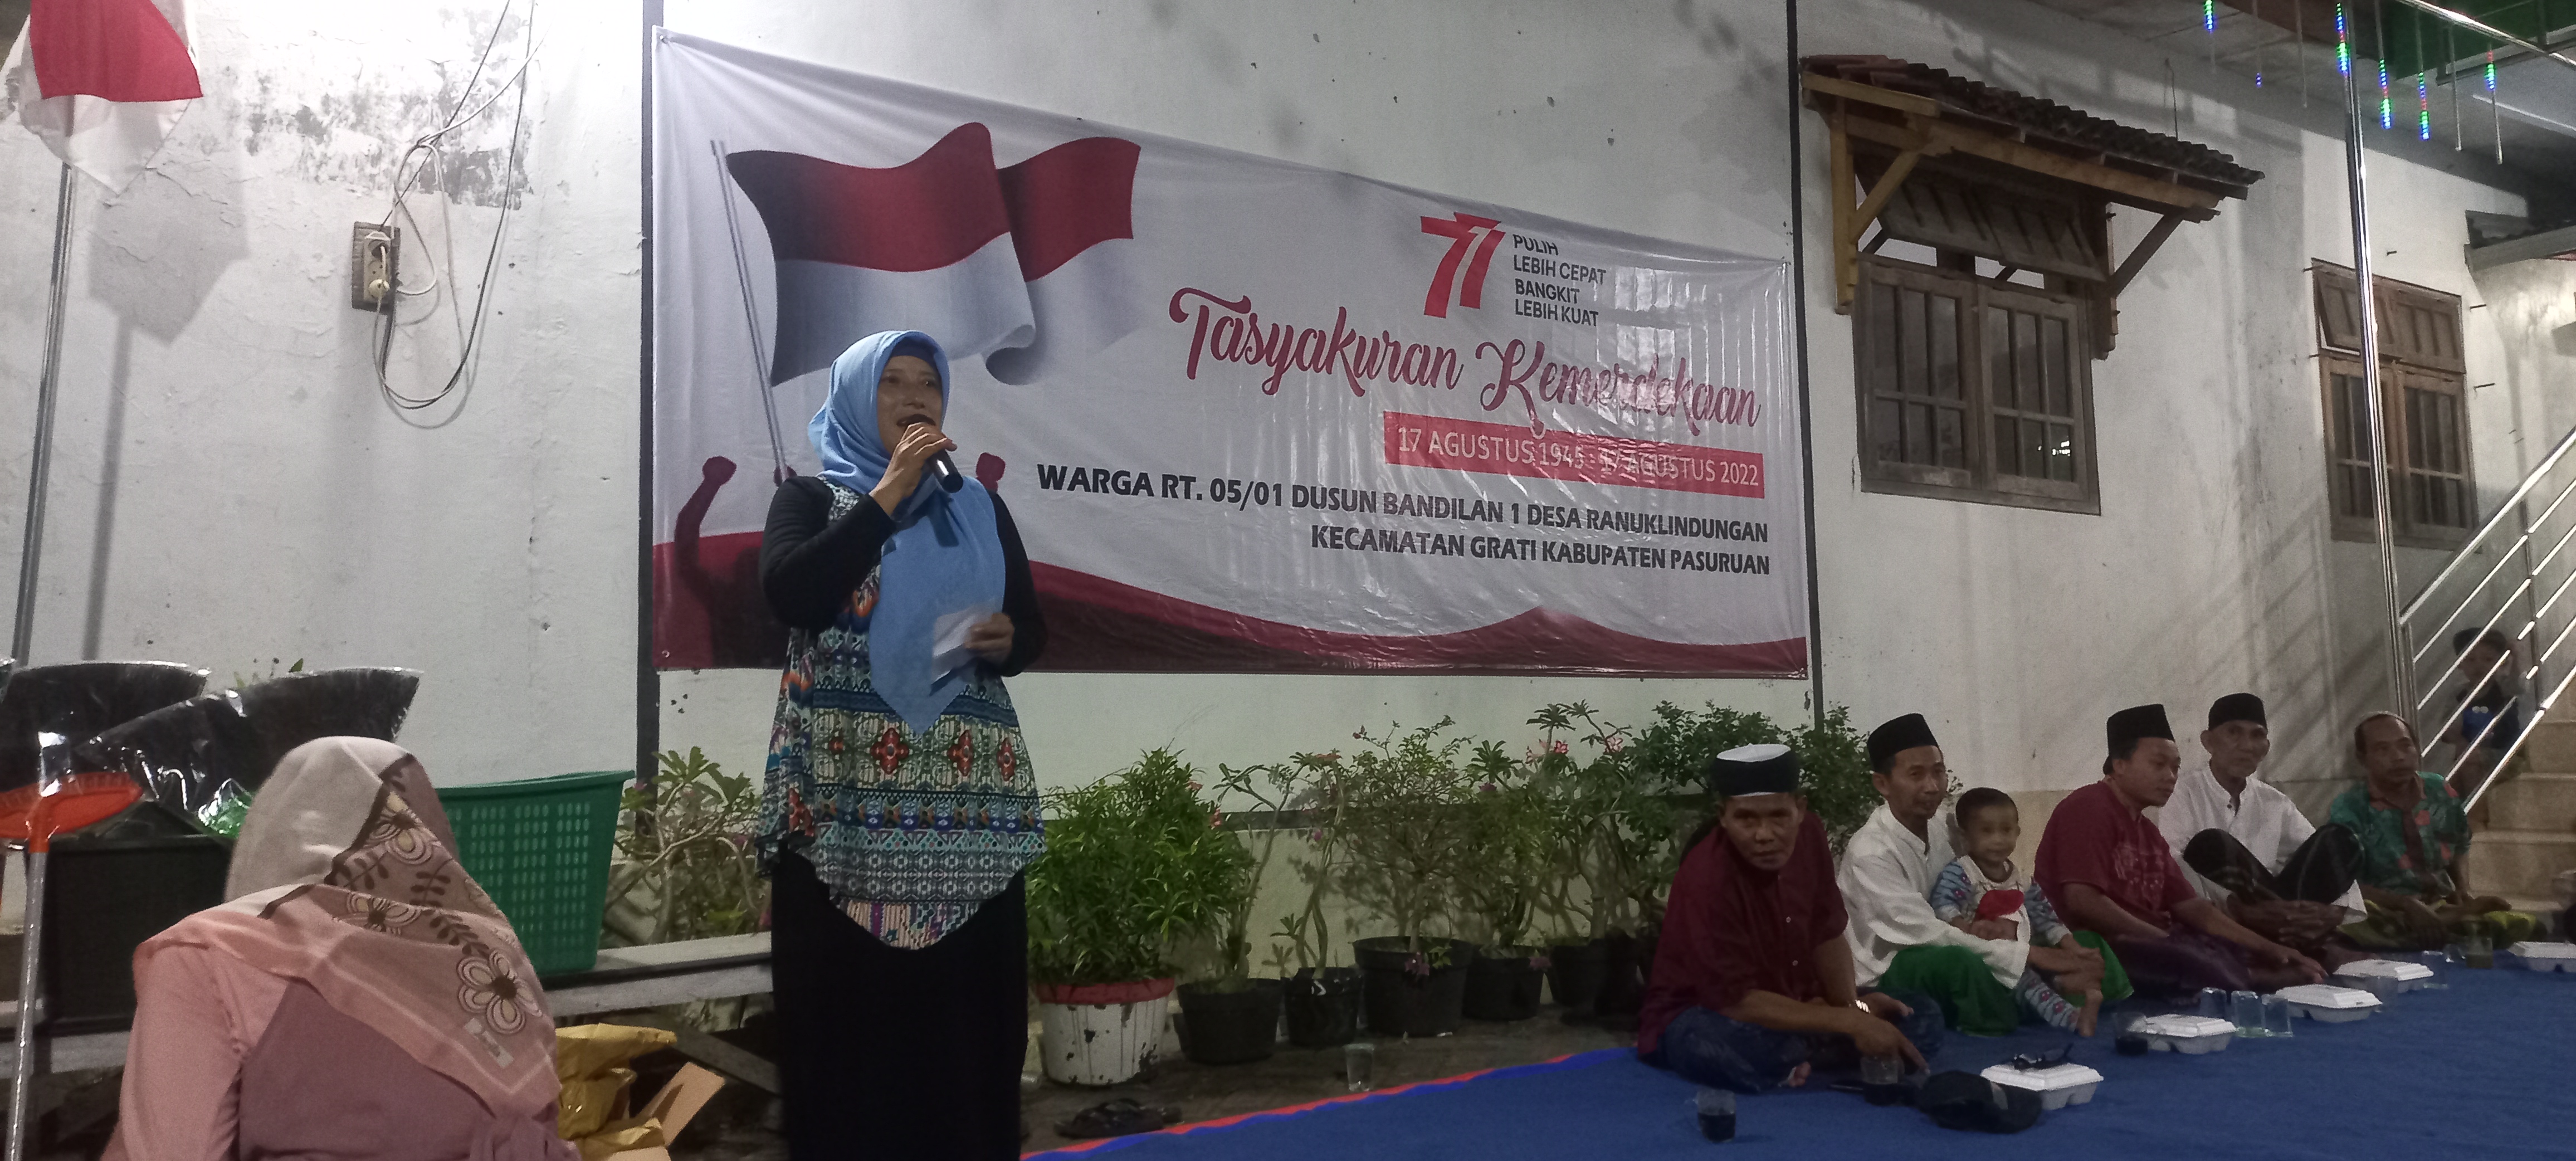 77
PULIH
LEBIH CEPAT
BANGKIT
LEBIH KUAT
Tasyakuran Kemerdekaan
17 AGUSTUS 1945 - 17 AGUSTUS 2022
WARGA RT. 05/01 DUSUN BANDILAN 1 DESA RANUKLINDUNGAN
KECAMATAN GRATI KABUPATEN PASURUAN